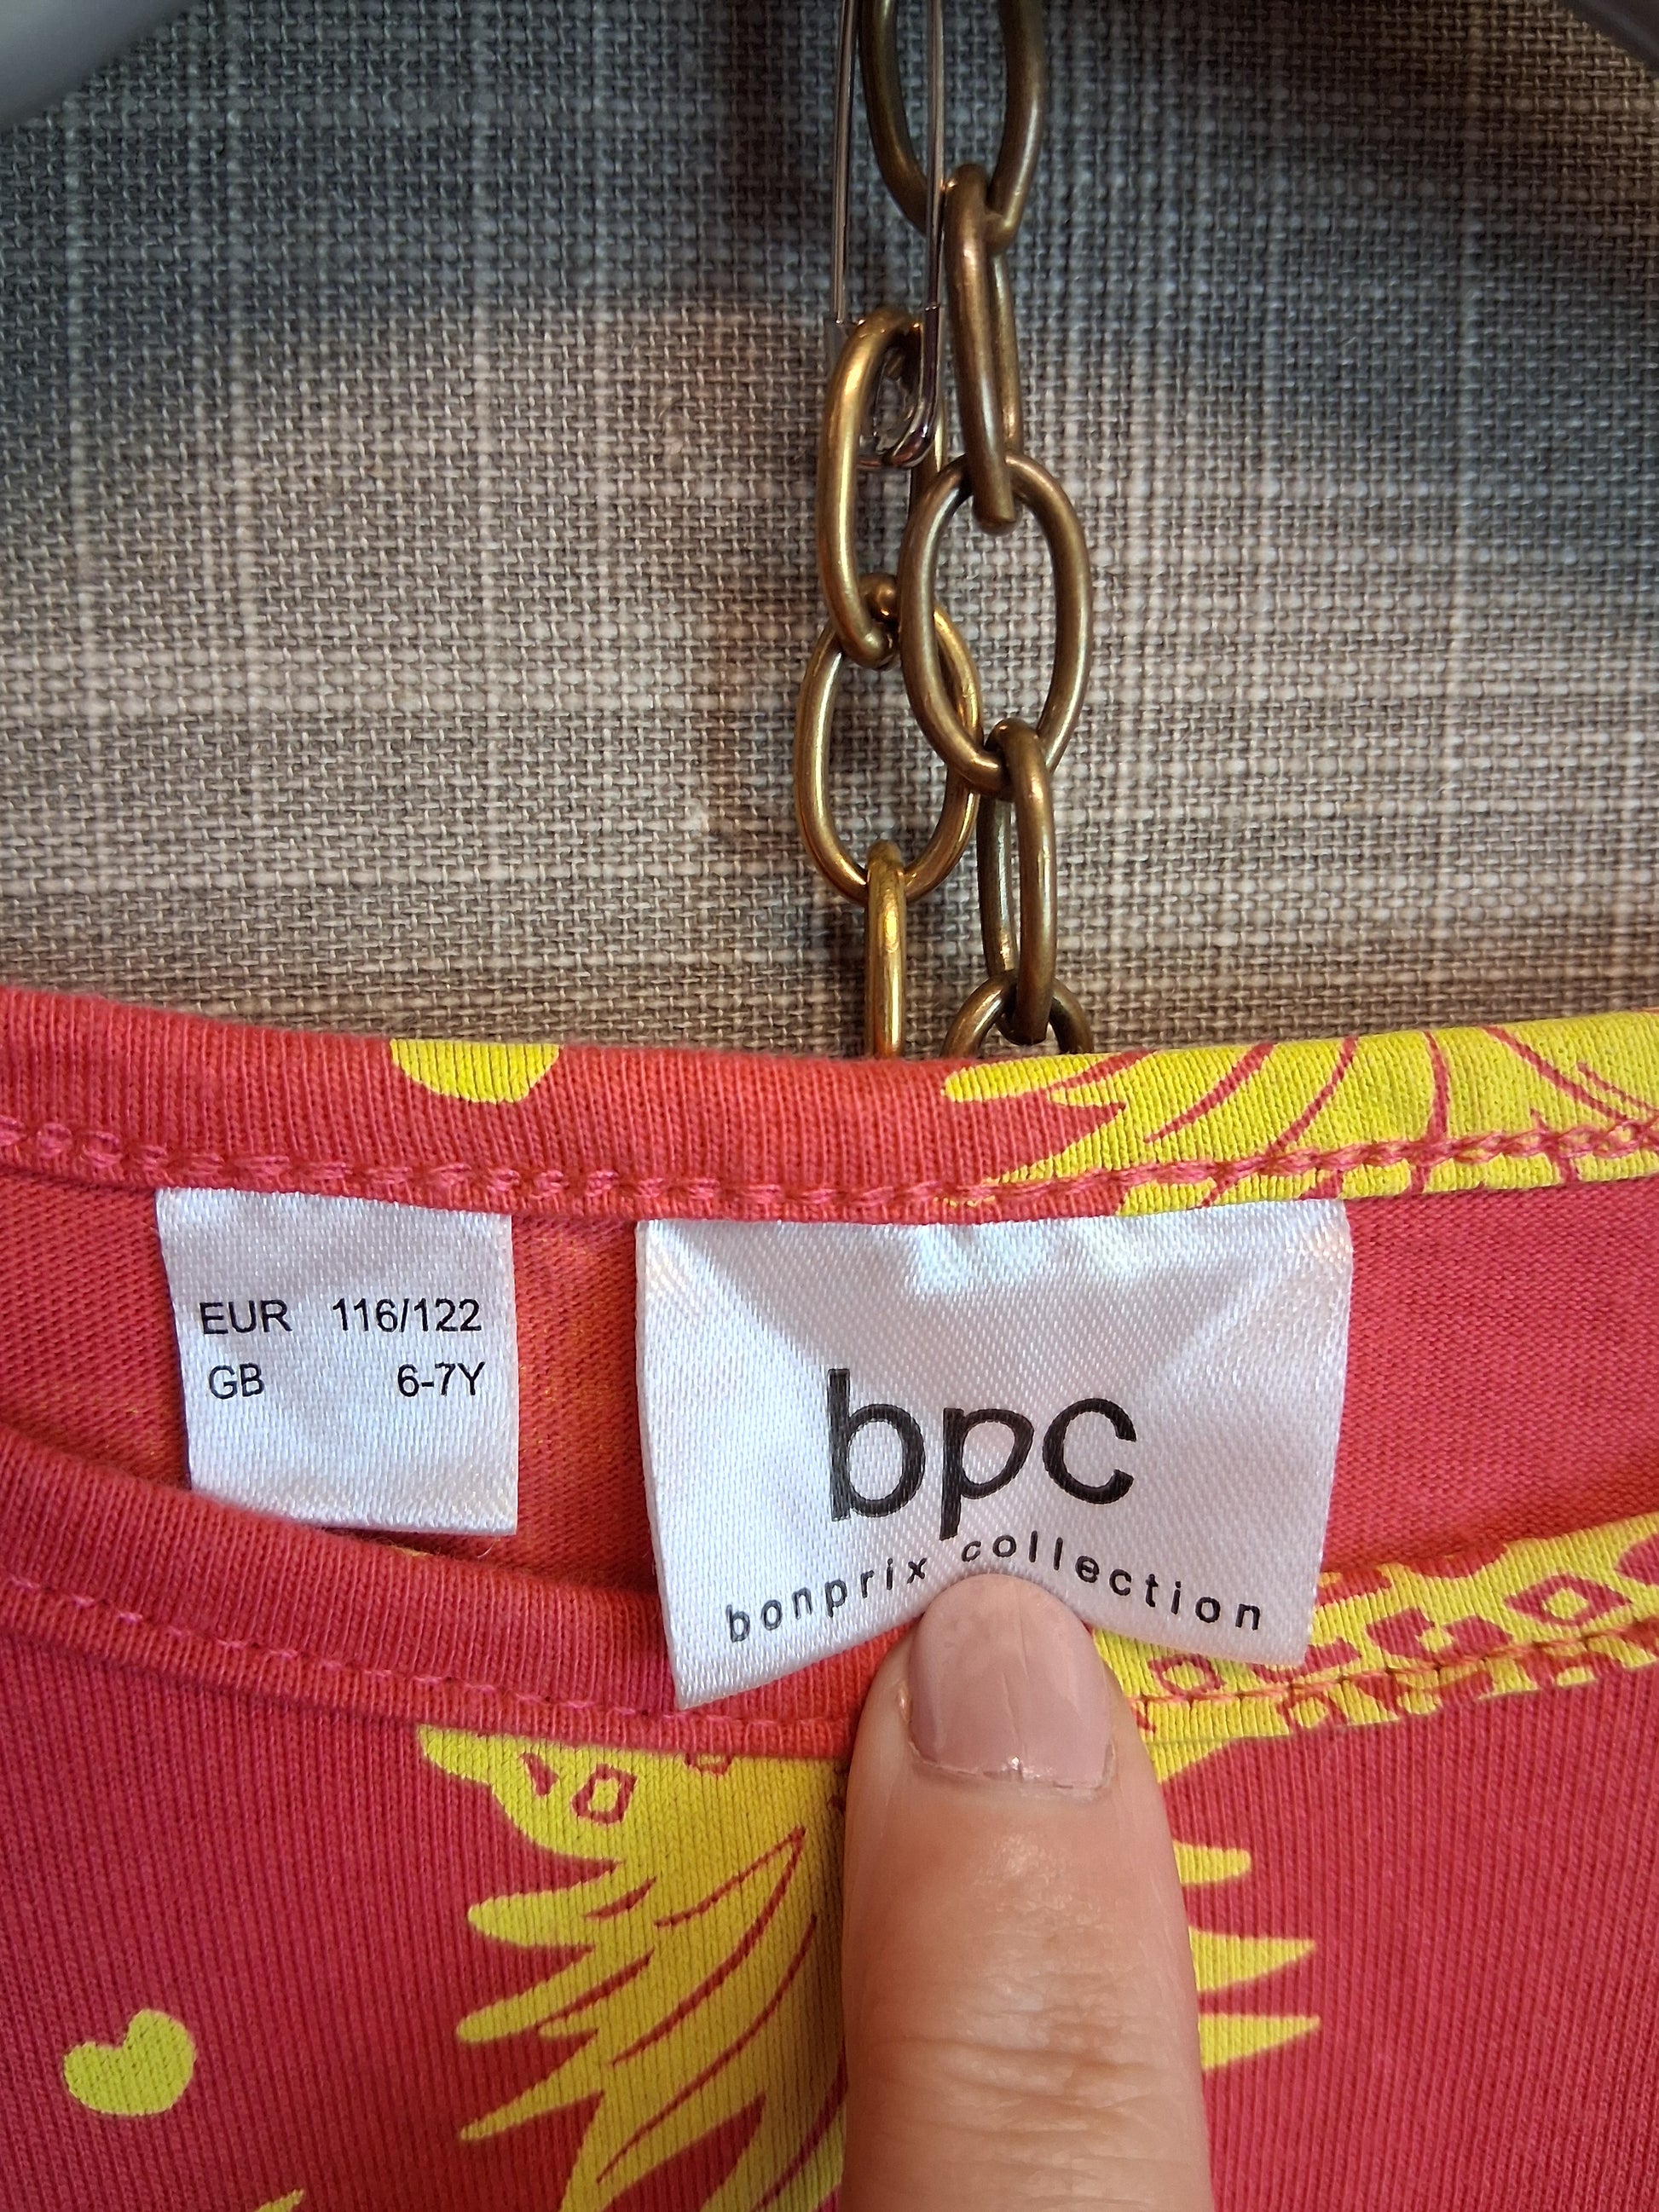 EUR 116/122
GB 6-7Y
bpc
bonprix collection